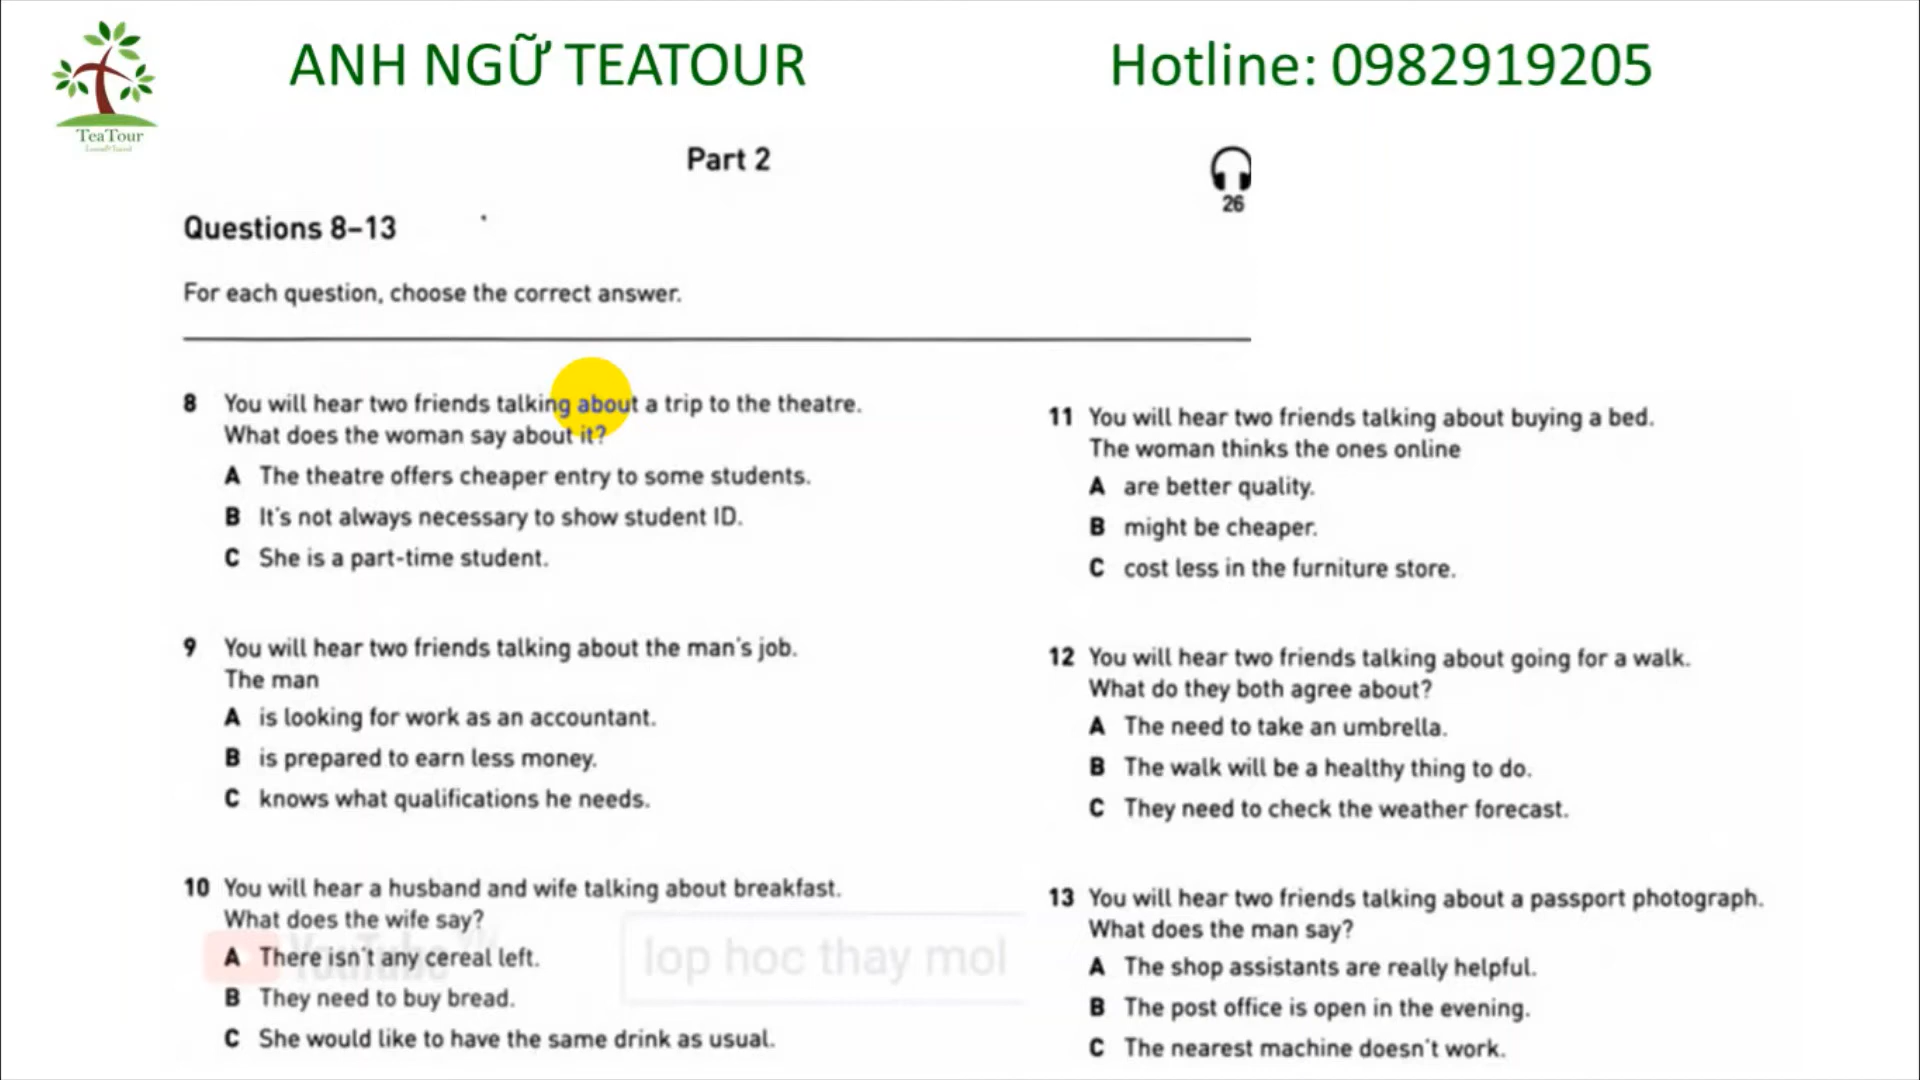 ANH NGỮ TEATOUR
Hotline: 0982919205
TeaTour
Part 2
26
Questions 8–13
For each question, choose the correct answer.
8 You will hear two friends talking about a trip to the theatre.
What does the woman say about it?
A The theatre offers cheaper entry to some students.
B It's not always necessary to show student ID.
C She is a part-time student.
9 You will hear two friends talking about the man's job.
The man
A is looking for work as an accountant.
B is prepared to earn less money.
C knows what qualifications he needs.
10 You will hear a husband and wife talking about breakfast.
What does the wife say?
A There isn't any cereal left.
B They need to buy bread.
C She would like to have the same drink as usual.
YouTube
lop hoc thay mol
11 You will hear two friends talking about buying a bed.
The woman thinks the ones online
A are better quality.
B might be cheaper.
C cost less in the furniture store.
12 You will hear two friends talking about going for a walk.
What do they both agree about?
A The need to take an umbrella.
B The walk will be a healthy thing to do.
C They need to check the weather forecast.
13 You will hear two friends talking about a passport photograph.
What does the man say?
A The shop assistants are really helpful.
B The post office is open in the evening.
C The nearest machine doesn't work.